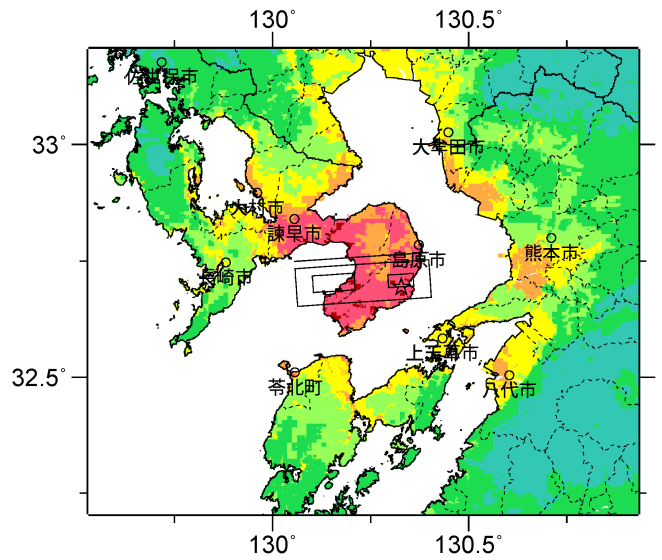 130° 130.5°
佐世保市
33°
大牟田市
大村市
諫早市
熊本市
島原市
長崎市
上天草市
32.5°
苓北町
八代市
130° 130.5°